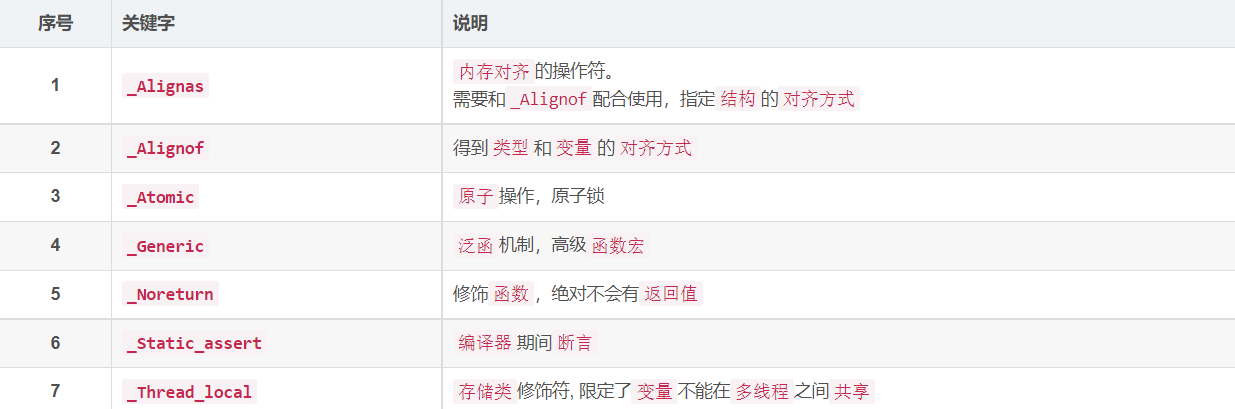 序号 关键字 说明
1 _Alignas 内存对齐 的操作符。
需要和 _Alignof 配合使用，指定 结构 的 对齐方式
2 _Alignof 得到 类型 和 变量 的 对齐方式
3 _Atomic 原子 操作，原子锁
4 _Generic 泛函 机制，高级 函数宏
5 _Noreturn 修饰 函数 ，绝对不会有 返回值
6 _Static_assert 编译器 期间 断言
7 _Thread_local 存储类 修饰符, 限定了 变量 不能在 多线程 之间 共享